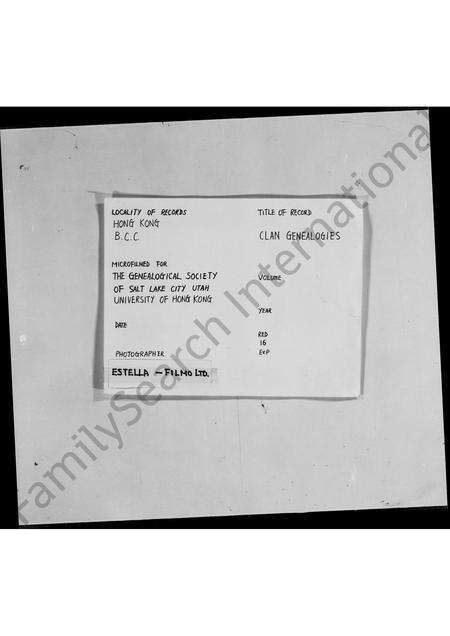 LOCALITY OF RECORDS
HONG KONG
B.C.C
MICROFILMED FOR
THE GENEALOGICAL SOCIETY
OF SALT LAKE CITY UTAH
UNIVERSITY OF HONG KONG
DATE
PHOTOGRAPHER
ESTELLA - FILMO LTD.
TITLE OF RECORD
CLAN GENEALOGIES
VOLUME
YEAR
RED
16
EXP
FamilySearch International